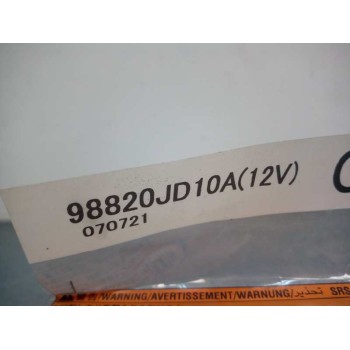 98820JD10A(12V)
070721
WARNING/AVERTISSEMENT/WARNUNG/تحذير SRS